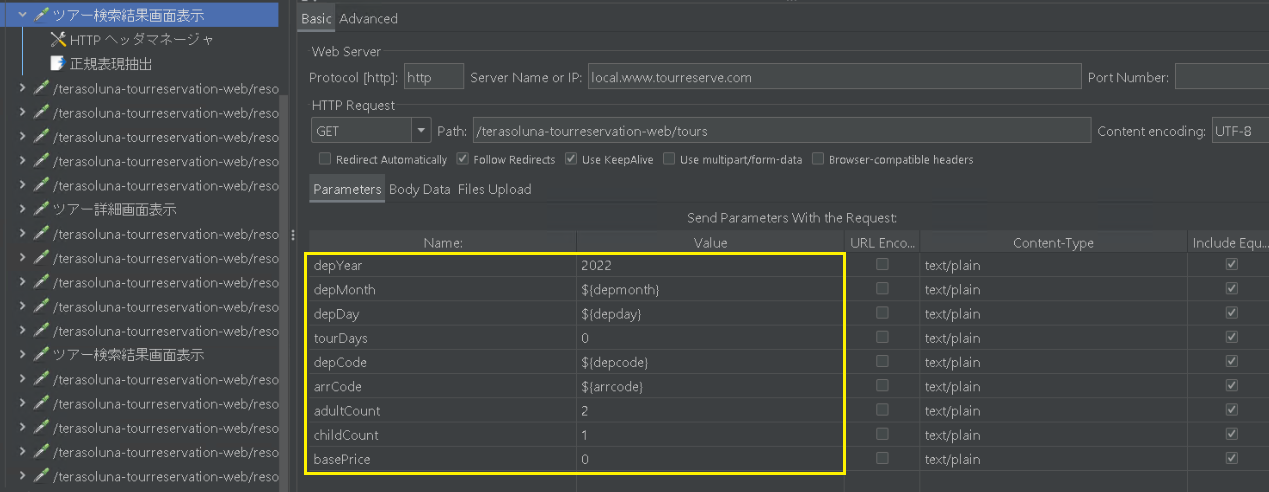 ツアー検索結果画面表示
HTTP ヘッダマネージャ
正規表現抽出
/terasoluna-tourreservation-web/reso
/terasoluna-tourreservation-web/reso
/terasoluna-tourreservation-web/reso
/terasoluna-tourreservation-web/reso
/terasoluna-tourreservation-web/reso
ツアー詳細画面表示
/terasoluna-tourreservation-web/reso
/terasoluna-tourreservation-web/reso
/terasoluna-tourreservation-web/reso
/terasoluna-tourreservation-web/reso
/terasoluna-tourreservation-web/reso
ツアー検索結果画面表示
/terasoluna-tourreservation-web/reso
/terasoluna-tourreservation-web/reso
/terasoluna-tourreservation-web/reso
/terasoluna-tourreservation-web/reso
/terasoluna-tourreservation-web/reso
Basic Advanced
Web Server
Protocol [http]: http Server Name or IP: local.www.tourreserve.com Port Number:
HTTP Request
GET Path: /terasoluna-tourreservation-web/tours Content encoding: UTF-8
Redirect Automatically Follow Redirects Use KeepAlive Use multipart/form-data Browser-compatible headers
Parameters Body Data Files Upload
Send Parameters With the Request:
Name: Value URL Enco... Content-Type Include Equ...
depYear 2022 text/plain
depMonth ${depmonth} text/plain
depDay ${depday} text/plain
tourDays 0 text/plain
depCode ${depcode} text/plain
arrCode ${arrcode} text/plain
adultCount 2 text/plain
childCount 1 text/plain
basePrice 0 text/plain